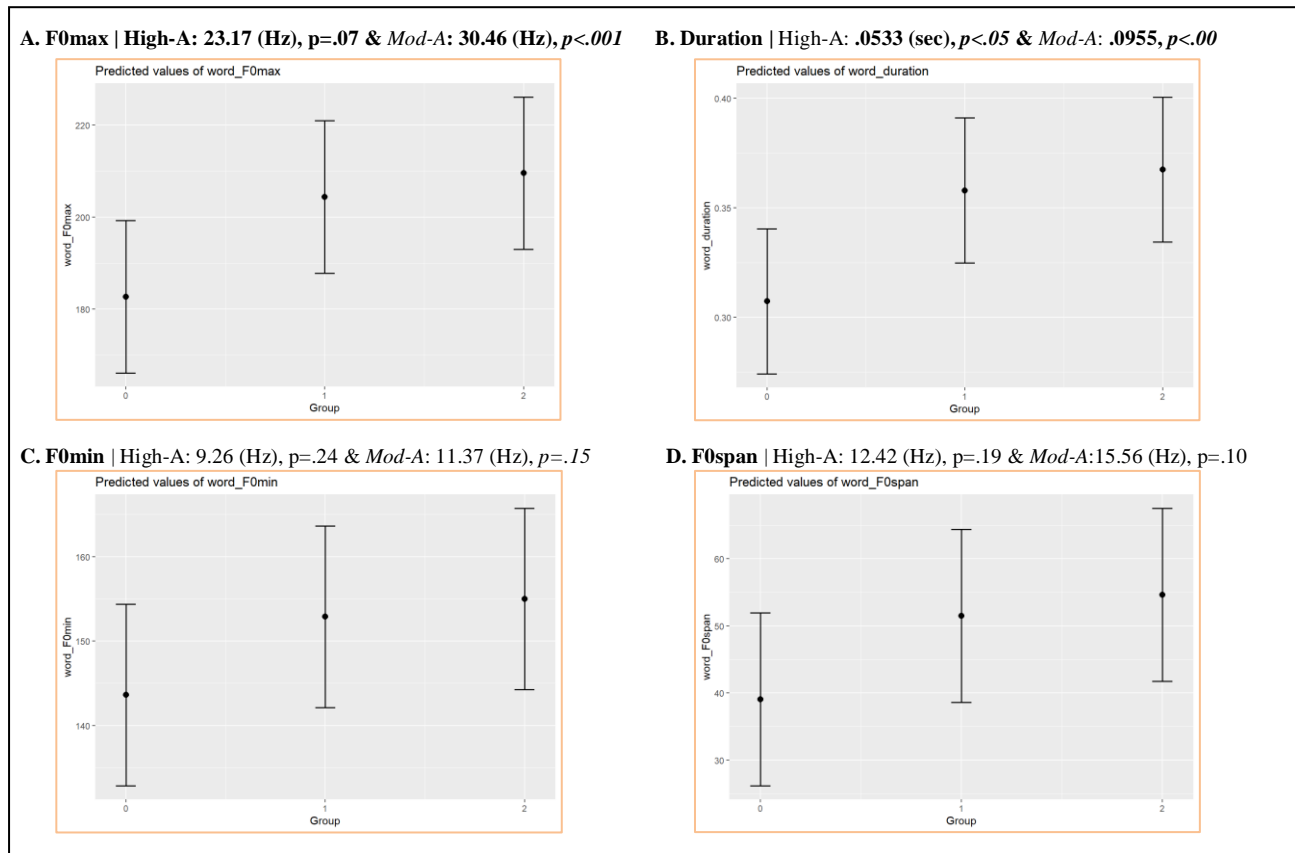 A. F0max | High-A: 23.17 (Hz), p=.07 & Mod-A: 30.46 (Hz), p<.001
Predicted values of word_F0max
220
200
180
word_F0max
0
1
2
Group
B. Duration | High-A: .0533 (sec), p<.05 & Mod-A: .0955, p<.00
Predicted values of word_duration
0.40
0.35
0.30
word_duration
0
1
2
Group
C. F0min | High-A: 9.26 (Hz), p=.24 & Mod-A: 11.37 (Hz), p=.15
Predicted values of word_F0min
160
150
140
word_F0min
0
1
2
Group
D. F0span | High-A: 12.42 (Hz), p=.19 & Mod-A:15.56 (Hz), p=.10
Predicted values of word_F0span
60
50
40
30
word_F0span
0
1
2
Group